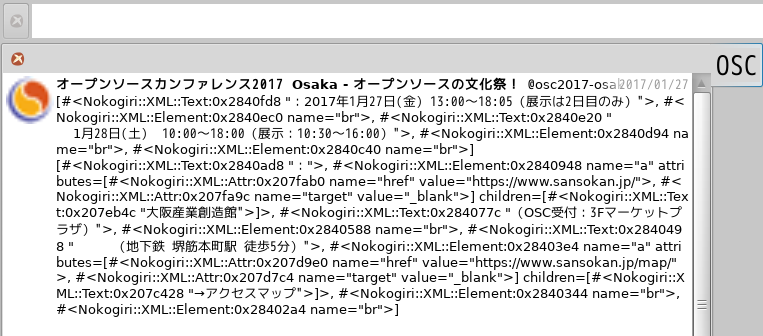 OSC
オープンソースカンファレンス2017 Osaka - オープンソースの文化祭！ @osc2017-osa 2017/01/27
[#<Nokogiri::XML::Text:0x2840fd8 "：2017年1月27日(金) 13:00〜18:05（展示は2日目のみ）">, #<
Nokogiri::XML::Element:0x2840ec0 name="br">, #<Nokogiri::XML::Text:0x2840e20 "
1月28日(土) 10:00〜18:00（展示：10:30〜16:00）">, #<Nokogiri::XML::Element:0x2840d94 na
me="br">, #<Nokogiri::XML::Element:0x2840c40 name="br">]
[#<Nokogiri::XML::Text:0x2840ad8 "：">, #<Nokogiri::XML::Element:0x2840948 name="a" attri
butes=[#<Nokogiri::XML::Attr:0x207fab0 name="href" value="https://www.sansokan.jp/">, #<
Nokogiri::XML::Attr:0x207fa9c name="target" value="_blank">] children=[#<Nokogiri::XML::Tex
t:0x207eb4c "大阪産業創造館">]>, #<Nokogiri::XML::Text:0x284077c "（OSC受付：3Fマーケットプ
ラザ）">, #<Nokogiri::XML::Element:0x2840588 name="br">, #<Nokogiri::XML::Text:0x284049
8 "　　　（地下鉄 堺筋本町駅 徒歩5分）">, #<Nokogiri::XML::Element:0x28403e4 name="a" attri
butes=[#<Nokogiri::XML::Attr:0x207d9e0 name="href" value="https://www.sansokan.jp/map/"
>, #<Nokogiri::XML::Attr:0x207d7c4 name="target" value="_blank">] children=[#<Nokogiri::X
ML::Text:0x207c428 "→アクセスマップ">]>, #<Nokogiri::XML::Element:0x2840344 name="br">,
#<Nokogiri::XML::Element:0x28402a4 name="br">]